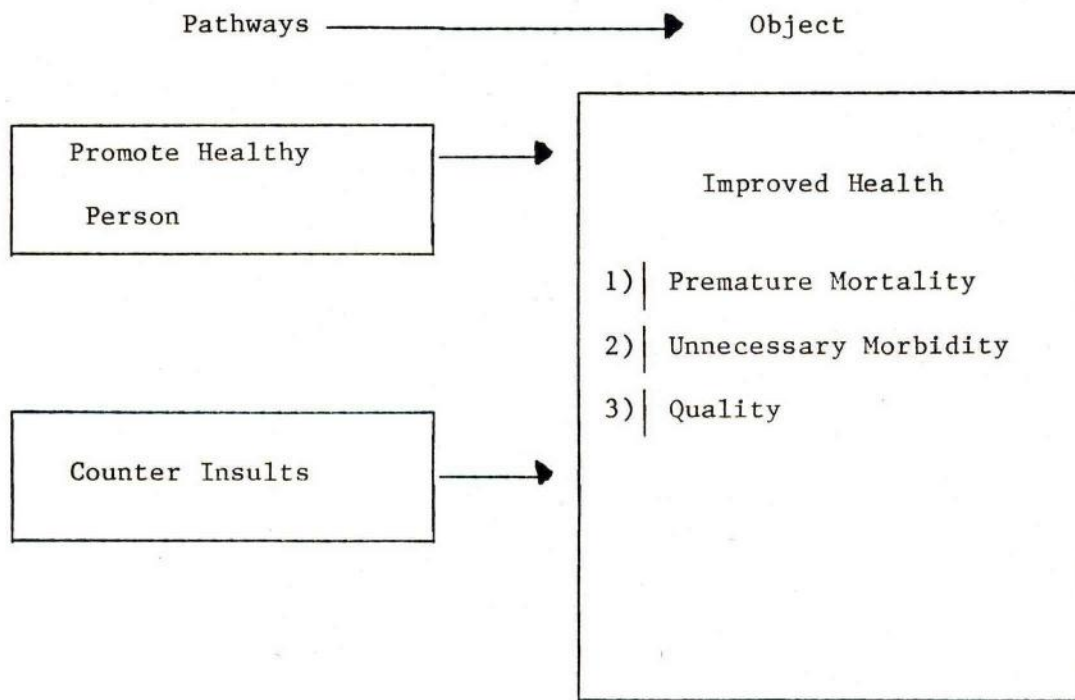 Pathways Object
Promote Healthy
Person
Improved Health
1) Premature Mortality
2) Unnecessary Morbidity
3) Quality
Counter Insults